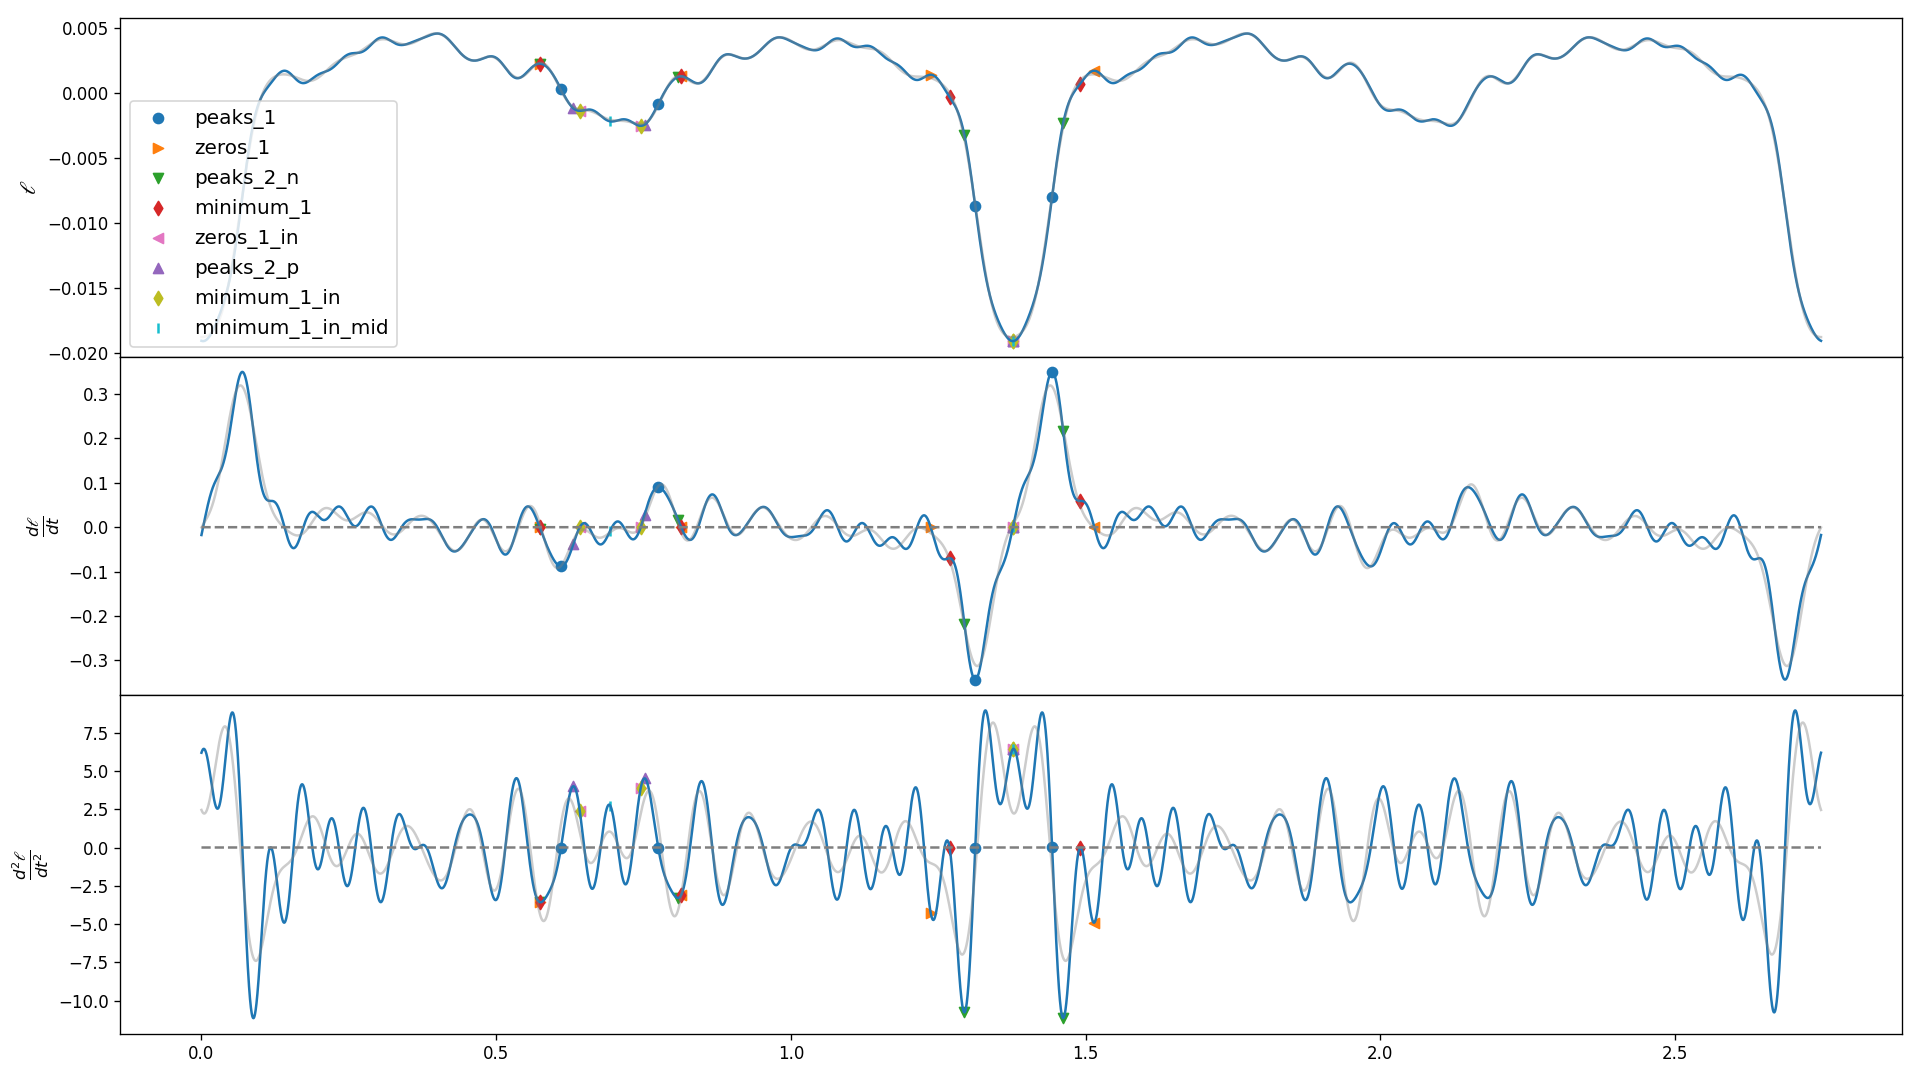 0.005
0.000
−0.005
−0.010
−0.015
−0.020
ℓ
peaks_1
zeros_1
peaks_2_n
minimum_1
zeros_1_in
peaks_2_p
minimum_1_in
minimum_1_in_mid
0.3
0.2
0.1
0.0
−0.1
−0.2
−0.3
dℓ/dt
7.5
5.0
2.5
0.0
−2.5
−5.0
−7.5
−10.0
d²ℓ/dt²
0.0 0.5 1.0 1.5 2.0 2.5